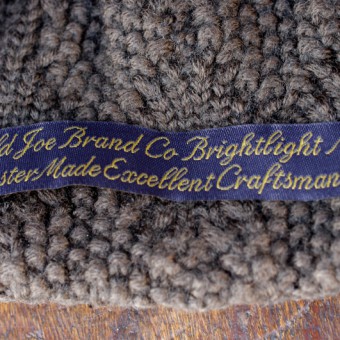 ld Joe Brand Co Brightlight
ster Made Excellent Craftsman